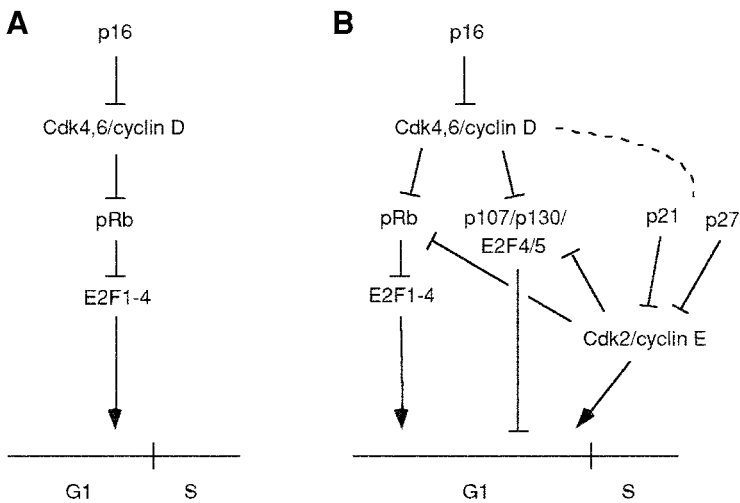 A
p16
Cdk4,6/cyclin D
pRb
E2F1-4
G1
S
B
p16
Cdk4,6/cyclin D
pRb
p107/p130/
E2F4/5
p21
p27
E2F1-4
Cdk2/cyclin E
G1
S